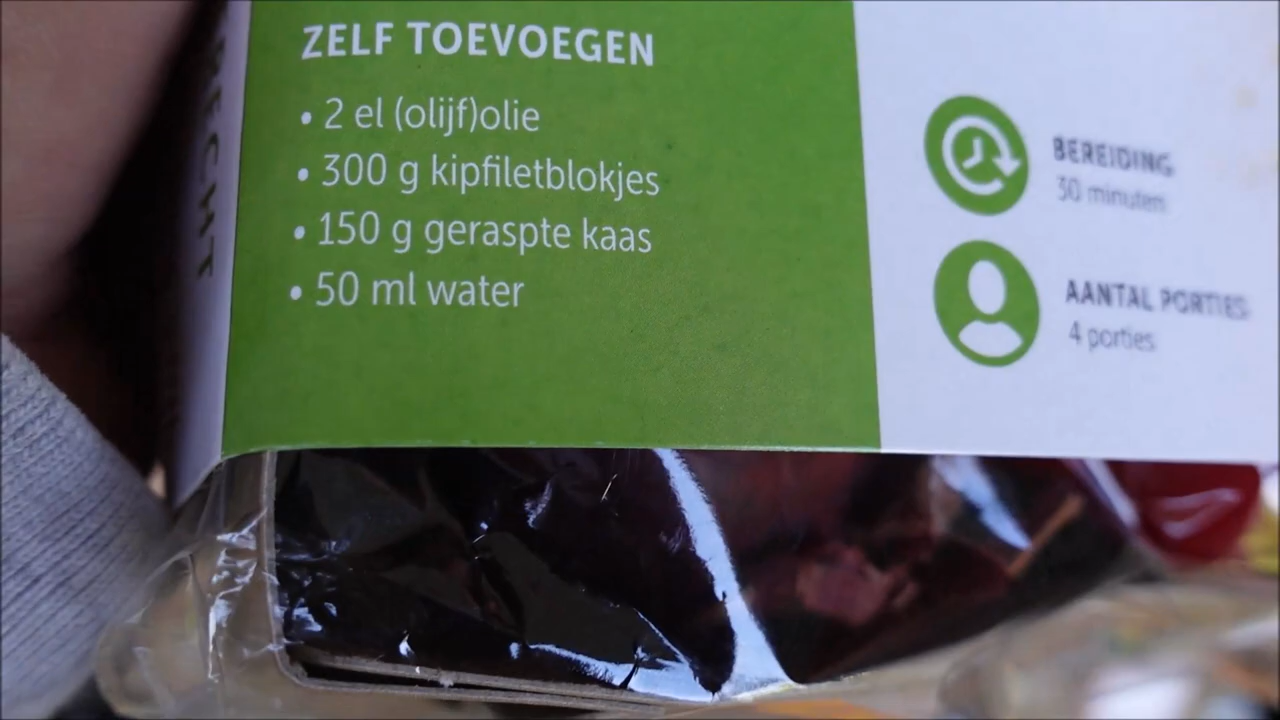 ZELF TOEVOEGEN
• 2 el (olijf)olie
• 300 g kipfiletblokjes
• 150 g geraspte kaas
• 50 ml water
BEREIDING
30 minuten
AANTAL PORTIES
4 porties